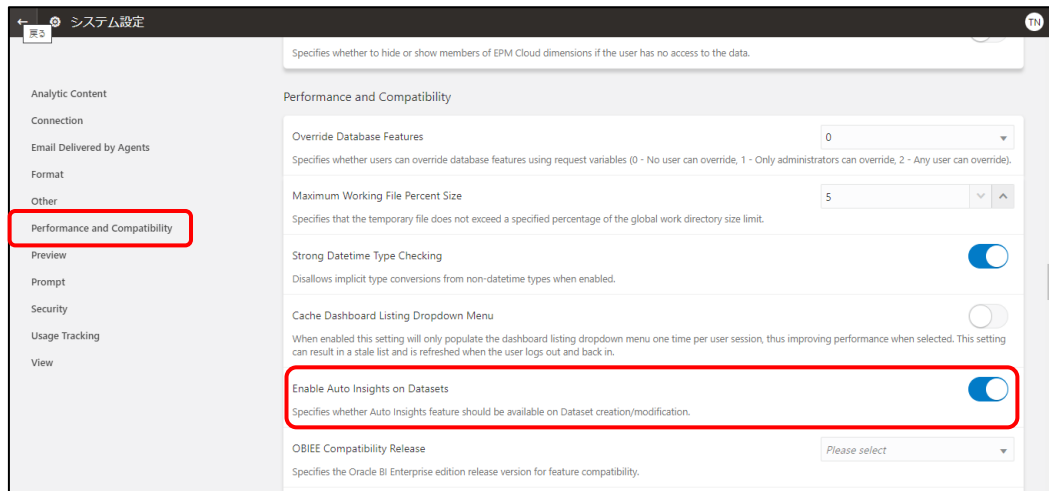 ← システム設定 TN
戻る
Specifies whether to hide or show members of EPM Cloud dimensions if the user has no access to the data.
Analytic Content
Connection
Email Delivered by Agents
Format
Other
Performance and Compatibility
Preview
Prompt
Security
Usage Tracking
View
Performance and Compatibility
Override Database Features 0
Specifies whether users can override database features using request variables (0 - No user can override, 1 - Only administrators can override, 2 - Any user can override).
Maximum Working File Percent Size 5
Specifies that the temporary file does not exceed a specified percentage of the global work directory size limit.
Strong Datetime Type Checking
Disallows implicit type conversions from non-datetime types when enabled.
Cache Dashboard Listing Dropdown Menu
When enabled this setting will only populate the dashboard listing dropdown menu one time per user session, thus improving performance when selected. This setting
can result in a stale list and is refreshed when the user logs out and back in.
Enable Auto Insights on Datasets
Specifies whether Auto Insights feature should be available on Dataset creation/modification.
OBIEE Compatibility Release Please select
Specifies the Oracle BI Enterprise edition release version for feature compatibility.